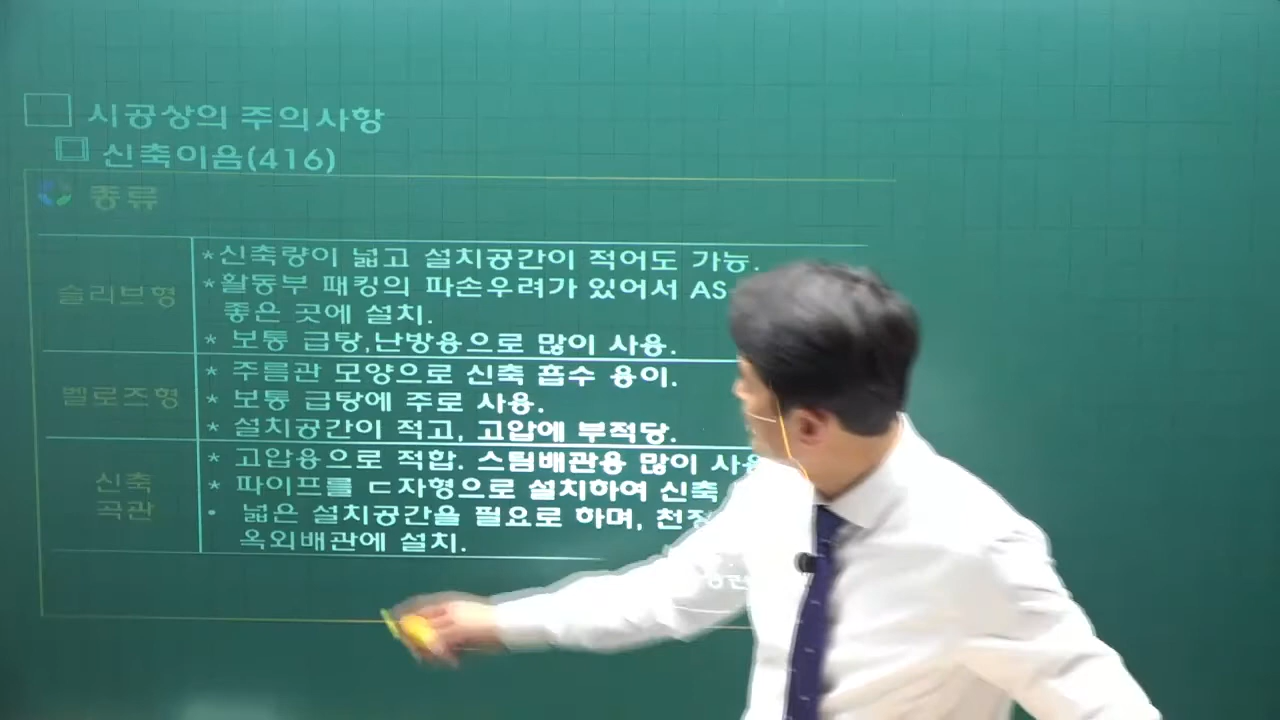 시공상의 주의사항
신축이음(416)
종류
슬리브형
*신축량이 넓고 설치공간이 적어도 가능.
*활동부 패킹의 파손우려가 있어서 AS
좋은 곳에 설치.
* 보통 급탕,난방용으로 많이 사용.
벨로즈형
* 주름관 모양으로 신축 흡수 용이.
* 보통 급탕에 주로 사용.
* 설치공간이 적고, 고압에 부적당.
신축
곡관
* 고압용으로 적합. 스팀배관용 많이
* 파이프를 ㄷ자형으로 설치하여 신축
• 넓은 설치공간을 필요로 하며,
옥외배관에 설치.